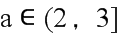 a ∈ (2， 3]